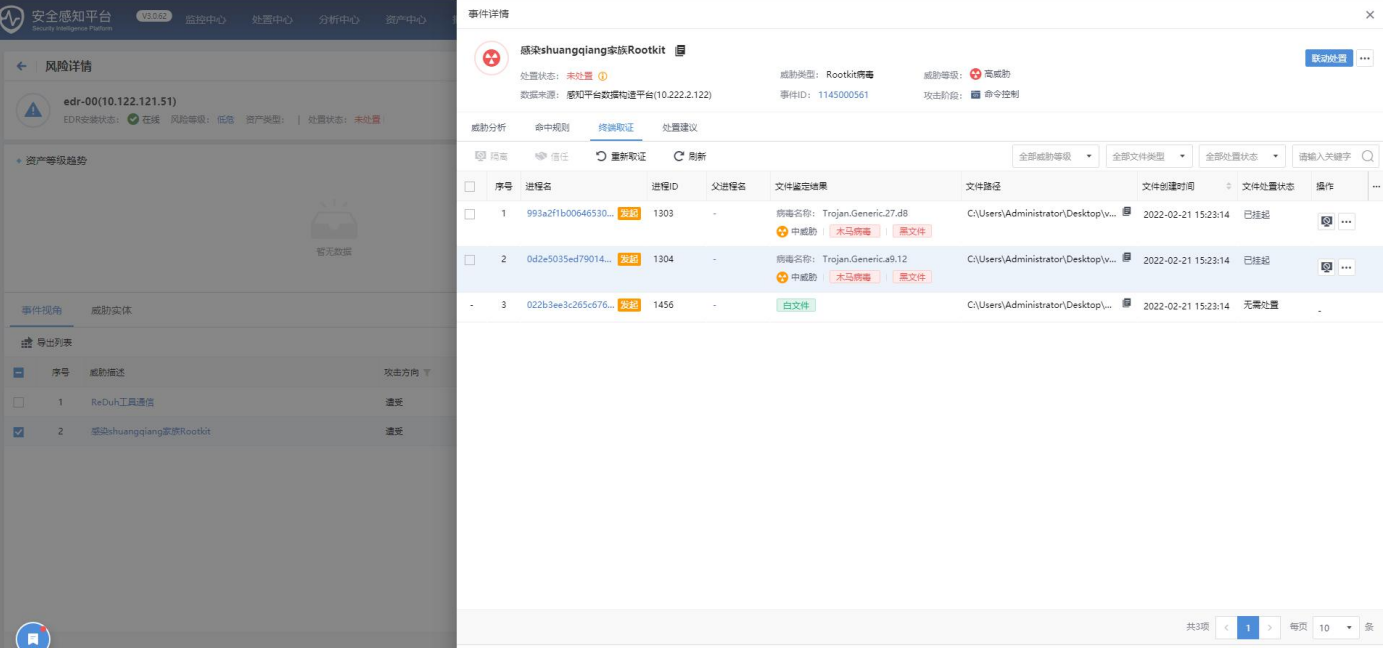 安全感知平台 V3.0.62 监控中心 处置中心 分析中心 资产中心
Security Intelligence Platform
风险详情
edr-00(10.122.121.51)
EDR安装状态: 在线 风险等级: 低危 资产类型: | 处置状态: 未处置
资产等级趋势
暂无数据
事件视角 威胁实体
导出列表
序号 威胁描述 攻击方向
1 ReDuh工具通信 遭受
2 感染shuangqiang家族Rootkit 遭受
事件详情
感染shuangqiang家族Rootkit
联动处置
处置状态: 未处置 威胁类型: Rootkit病毒 威胁等级: 高威胁
数据来源: 感知平台数据构造平台(10.222.2.122) 事件ID: 1145000561 攻击阶段: 命令控制
威胁分析 命中规则 终端取证 处置建议
隔离 信任 重新取证 刷新 全部威胁等级 全部文件类型 全部处置状态 请输入关键字
序号 进程名 进程ID 父进程名 文件鉴定结果 文件路径 文件创建时间 文件处置状态 操作
1 993a2f1b00646530... 发起 1303 - 病毒名称: Trojan.Generic.27.d8 C:\Users\Administrator\Desktop\v... 2022-02-21 15:23:14 已挂起
中威胁 木马病毒 黑文件
2 0d2e5035ed79014... 发起 1304 - 病毒名称: Trojan.Generic.a9.12 C:\Users\Administrator\Desktop\v... 2022-02-21 15:23:14 已挂起
中威胁 木马病毒 黑文件
- 3 022b3ee3c265c676... 发起 1456 - 白文件 C:\Users\Administrator\Desktop\... 2022-02-21 15:23:14 无需处置 -
共3项 1 每页 10 条